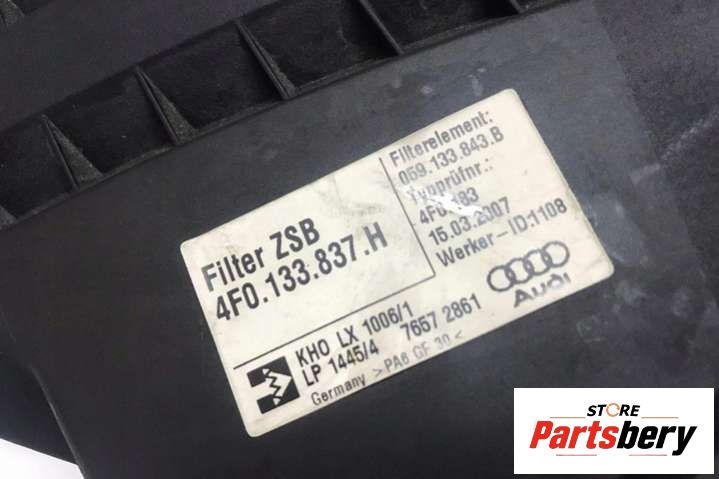 Filter ZSB
4F0.133.837.H
Filterelement:
059.133.843.B
Typprüfnr.:
15.03.2007
Werker-ID:1108
KHO LX 1006/1
LP 1445/4 7657 2861
Germany >PA6 GF 30<
Audi
STORE
Partsbery